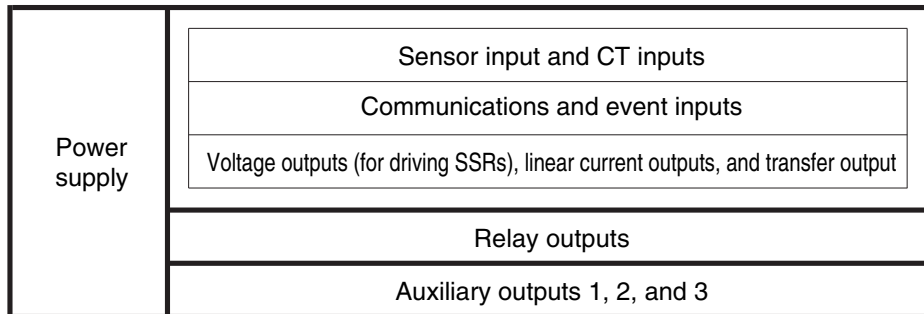 Power
supply
Sensor input and CT inputs
Communications and event inputs
Voltage outputs (for driving SSRs), linear current outputs, and transfer output
Relay outputs
Auxiliary outputs 1, 2, and 3